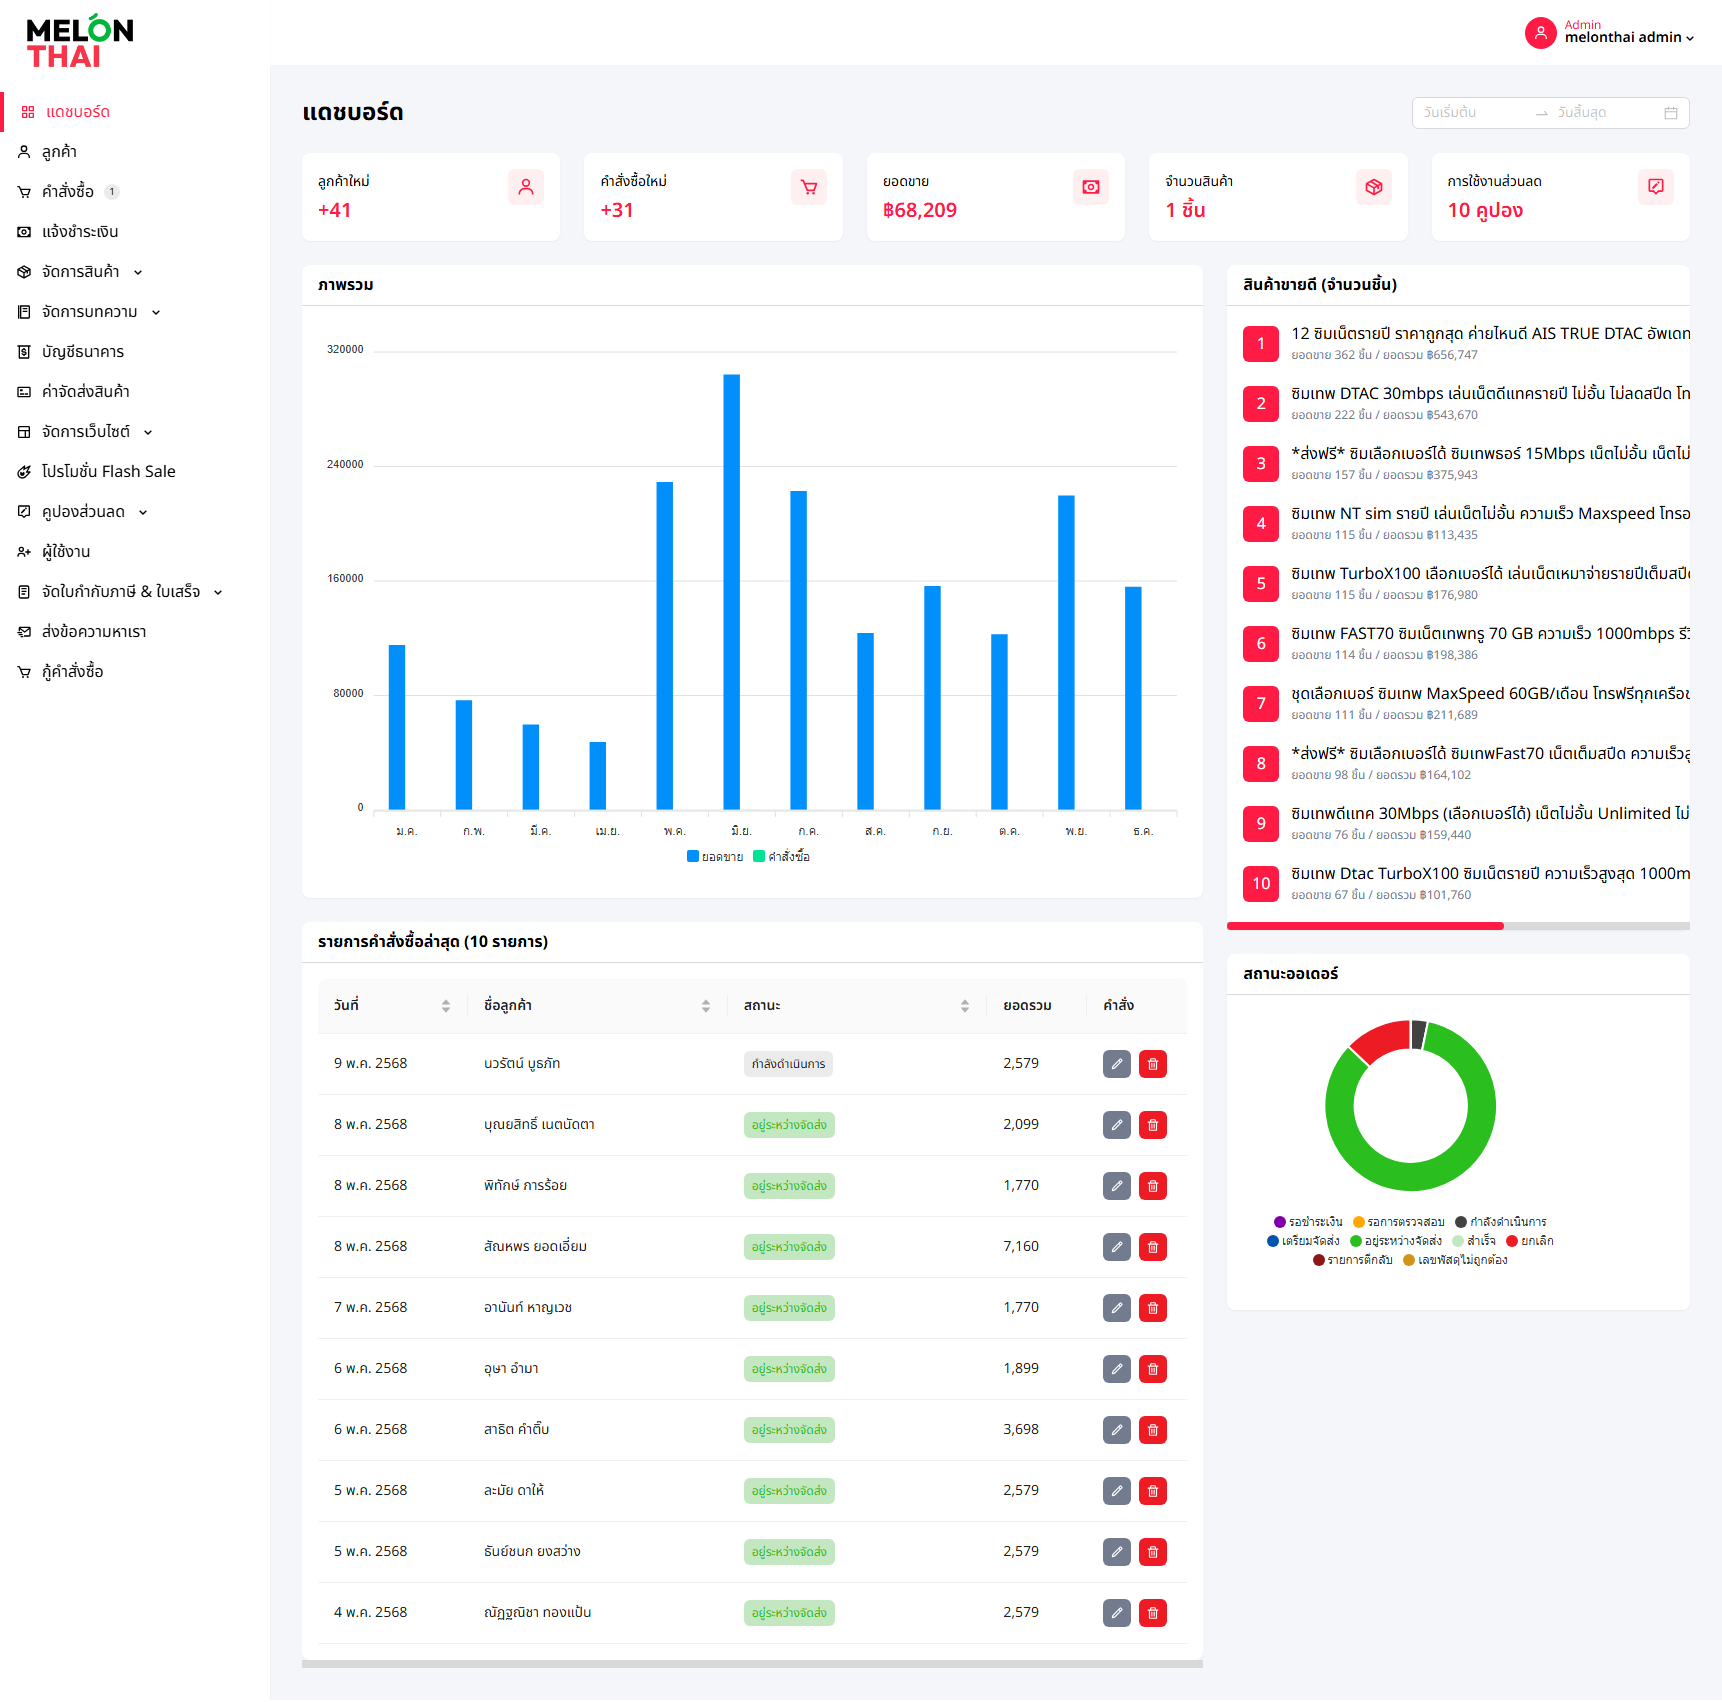 MELON
THAI
Admin
melonthai admin
แดชบอร์ด
ลูกค้า
คำสั่งซื้อ 1
แจ้งชำระเงิน
จัดการสินค้า
จัดการบทความ
บัญชีธนาคาร
ค่าจัดส่งสินค้า
จัดการเว็บไซต์
โปรโมชั่น Flash Sale
คูปองส่วนลด
ผู้ใช้งาน
จัดใบกำกับภาษี & ใบเสร็จ
ส่งข้อความหาเรา
กู้คำสั่งซื้อ
แดชบอร์ด
วันเริ่มต้น
วันสิ้นสุด
ลูกค้าใหม่
+41
คำสั่งซื้อใหม่
+31
ยอดขาย
฿68,209
จำนวนสินค้า
1 ชิ้น
การใช้งานส่วนลด
10 คูปอง
ภาพรวม
320000
240000
160000
80000
0
ม.ค. ก.พ. มี.ค. เม.ย. พ.ค. มิ.ย. ก.ค. ส.ค. ก.ย. ต.ค. พ.ย. ธ.ค.
ยอดขาย คำสั่งซื้อ
สินค้าขายดี (จำนวนชิ้น)
1 12 ซิมเน็ตรายปี ราคาถูกสุด ค่ายไหนดี AIS TRUE DTAC อัพเดท
ยอดขาย 362 ชิ้น / ยอดรวม ฿656,747
2 ซิมเทพ DTAC 30mbps เล่นเน็ตดีแทครายปี ไม่อั้น ไม่ลดสปีด โท
ยอดขาย 222 ชิ้น / ยอดรวม ฿543,670
3 *ส่งฟรี* ซิมเลือกเบอร์ได้ ซิมเทพธอร์ 15Mbps เน็ตไม่อั้น เน็ตไม่
ยอดขาย 157 ชิ้น / ยอดรวม ฿375,943
4 ซิมเทพ NT sim รายปี เล่นเน็ตไม่อั้น ความเร็ว Maxspeed โทรอ
ยอดขาย 115 ชิ้น / ยอดรวม ฿113,435
5 ซิมเทพ TurboX100 เลือกเบอร์ได้ เล่นเน็ตเหมาจ่ายรายปีเต็มสปีด
ยอดขาย 115 ชิ้น / ยอดรวม ฿176,980
6 ซิมเทพ FAST70 ซิมเน็ตเทพทรู 70 GB ความเร็ว 1000mbps รีวิ
ยอดขาย 114 ชิ้น / ยอดรวม ฿198,386
7 ชุดเลือกเบอร์ ซิมเทพ MaxSpeed 60GB/เดือน โทรฟรีทุกเครือข
ยอดขาย 111 ชิ้น / ยอดรวม ฿211,689
8 *ส่งฟรี* ซิมเลือกเบอร์ได้ ซิมเทพFast70 เน็ตเต็มสปีด ความเร็วสู
ยอดขาย 98 ชิ้น / ยอดรวม ฿164,102
9 ซิมเทพดีแทค 30Mbps (เลือกเบอร์ได้) เน็ตไม่อั้น Unlimited ไม่
ยอดขาย 76 ชิ้น / ยอดรวม ฿159,440
10 ซิมเทพ Dtac TurboX100 ซิมเน็ตรายปี ความเร็วสูงสุด 1000m
ยอดขาย 67 ชิ้น / ยอดรวม ฿101,760
รายการคำสั่งซื้อล่าสุด (10 รายการ)
วันที่ ชื่อลูกค้า สถานะ ยอดรวม คำสั่ง
9 พ.ค. 2568 นวรัตน์ บูธภัท กำลังดำเนินการ 2,579
8 พ.ค. 2568 บุณยสิทธิ์ เนตนัดตา อยู่ระหว่างจัดส่ง 2,099
8 พ.ค. 2568 พิทักษ์ การร้อย อยู่ระหว่างจัดส่ง 1,770
8 พ.ค. 2568 สัณหพร ยอดเอี่ยม อยู่ระหว่างจัดส่ง 7,160
7 พ.ค. 2568 อานันท์ หาญเวช อยู่ระหว่างจัดส่ง 1,770
6 พ.ค. 2568 อุษา อำมา อยู่ระหว่างจัดส่ง 1,899
6 พ.ค. 2568 สาธิต คำติ๊บ อยู่ระหว่างจัดส่ง 3,698
5 พ.ค. 2568 ละมัย ดาให้ อยู่ระหว่างจัดส่ง 2,579
5 พ.ค. 2568 ธันย์ชนก ยงสว่าง อยู่ระหว่างจัดส่ง 2,579
4 พ.ค. 2568 ณัฏฐณิชา ทองแป้น อยู่ระหว่างจัดส่ง 2,579
สถานะออเดอร์
รอชำระเงิน รอการตรวจสอบ กำลังดำเนินการ
เตรียมจัดส่ง อยู่ระหว่างจัดส่ง สำเร็จ ยกเลิก
รายการตีกลับ เลขพัสดุไม่ถูกต้อง